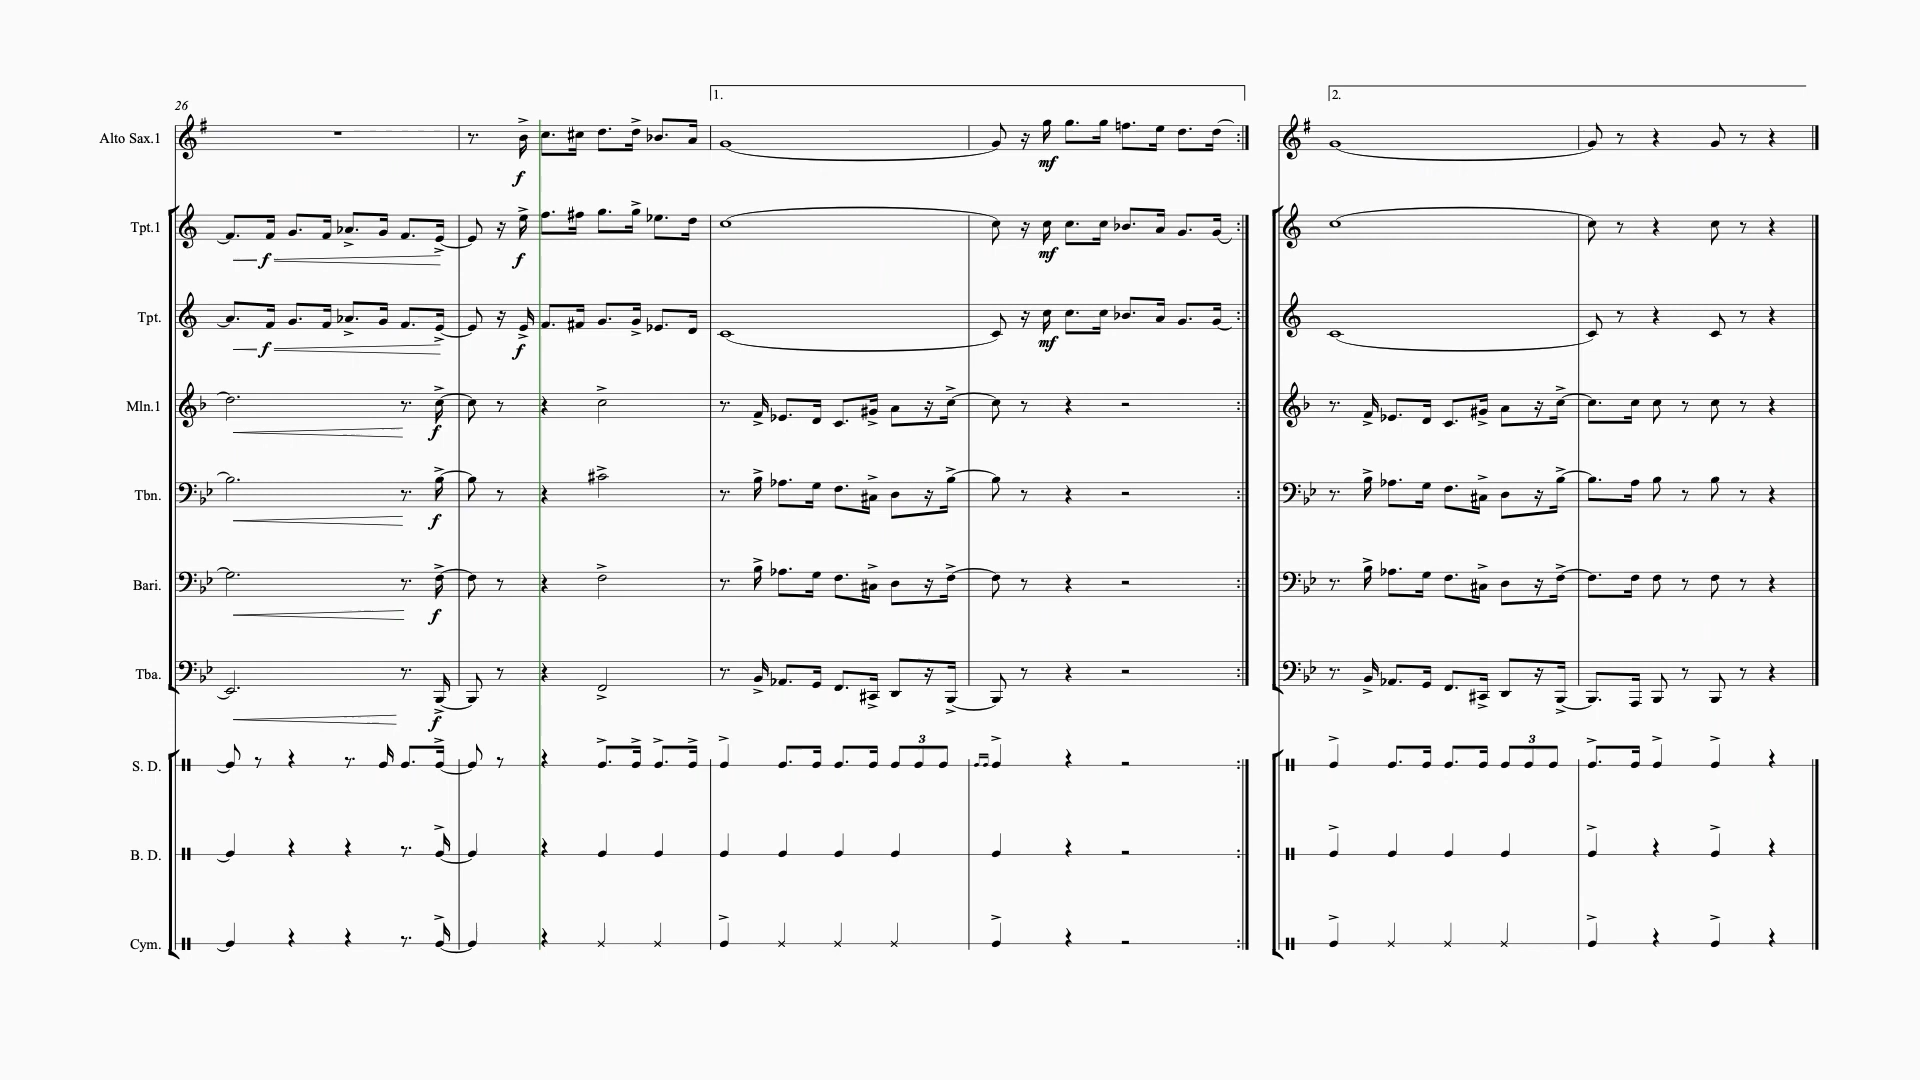 1.
2.
26
Alto Sax.1
f
mf
Tpt.1
f
f
mf
Tpt.
f
f
mf
Mln.1
f
Tbn.
f
Bari.
f
Tba.
f
3
3
S. D.
B. D.
Cym.